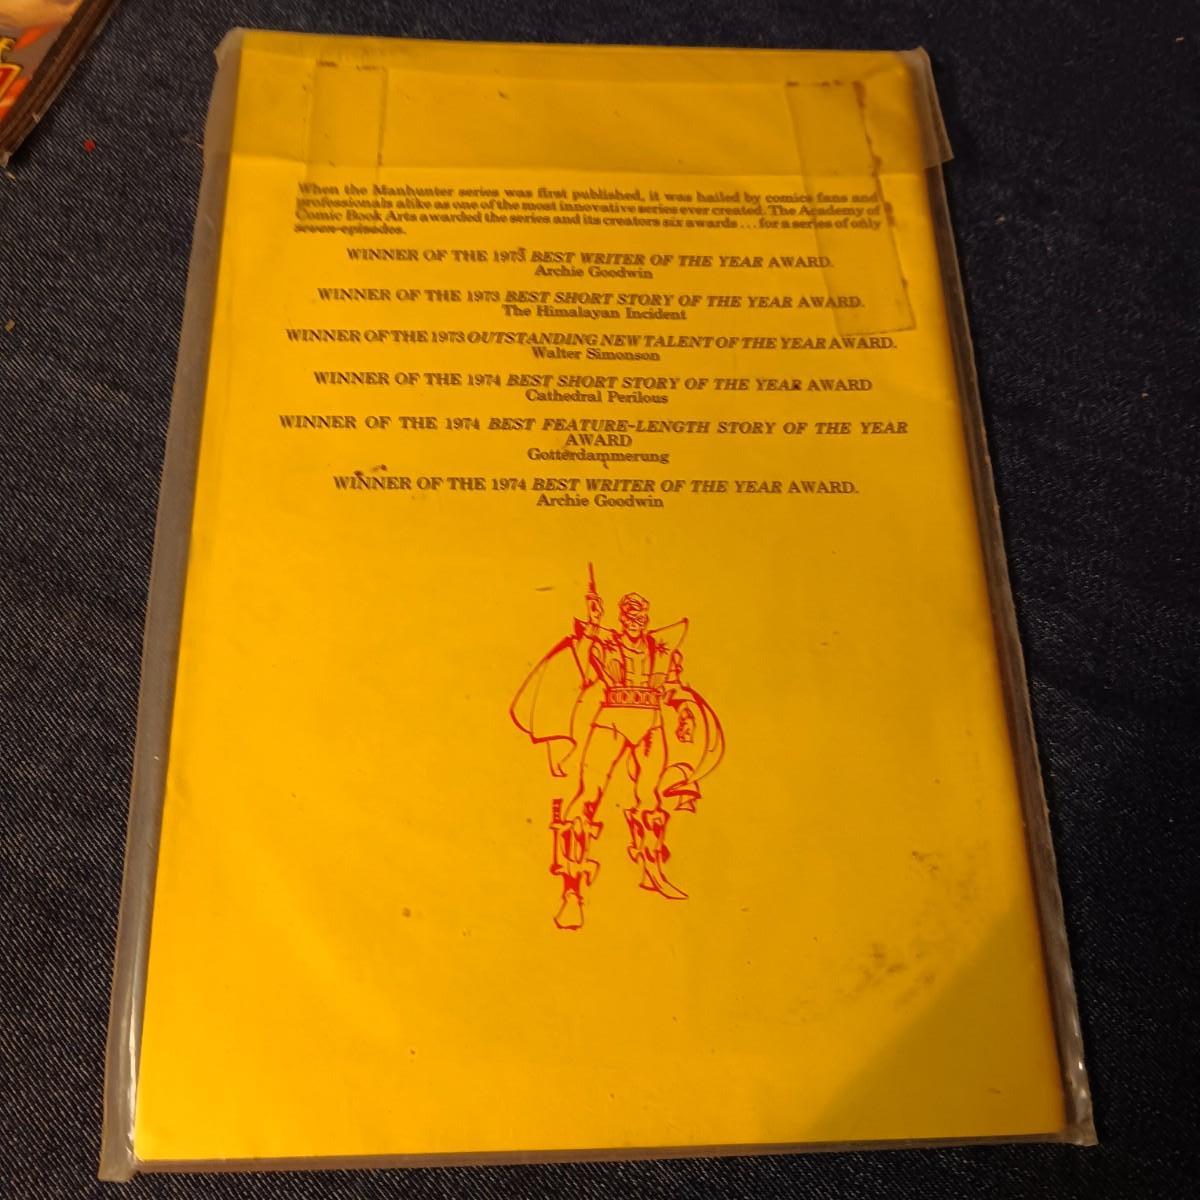 When the Manhunter series was first published, it was hailed by comics fans and
professionals alike as one of the most innovative series ever created. The Academy of
Comic Book Arts awarded the series and its creators six awards ... for a series of only
seven episodes.
WINNER OF THE 1973 BEST WRITER OF THE YEAR AWARD.
Archie Goodwin
WINNER OF THE 1973 BEST SHORT STORY OF THE YEAR AWARD.
The Himalayan Incident
WINNER OF THE 1973 OUTSTANDING NEW TALENT OF THE YEAR AWARD.
Walter Simonson
WINNER OF THE 1974 BEST SHORT STORY OF THE YEAR AWARD
Cathedral Perilous
WINNER OF THE 1974 BEST FEATURE-LENGTH STORY OF THE YEAR
AWARD
Gotterdammerung
WINNER OF THE 1974 BEST WRITER OF THE YEAR AWARD.
Archie Goodwin